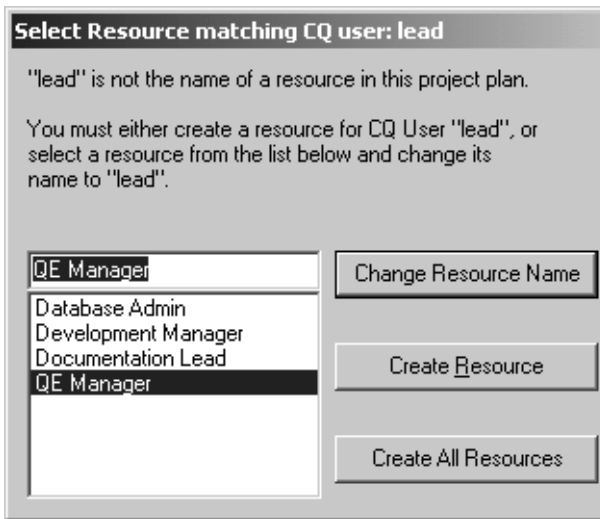 Select Resource matching CQ user: lead
"lead" is not the name of a resource in this project plan.
You must either create a resource for CQ User "lead", or
select a resource from the list below and change its
name to "lead".
QE Manager
Change Resource Name
Database Admin
Development Manager
Documentation Lead
QE Manager
Create Resource
Create All Resources